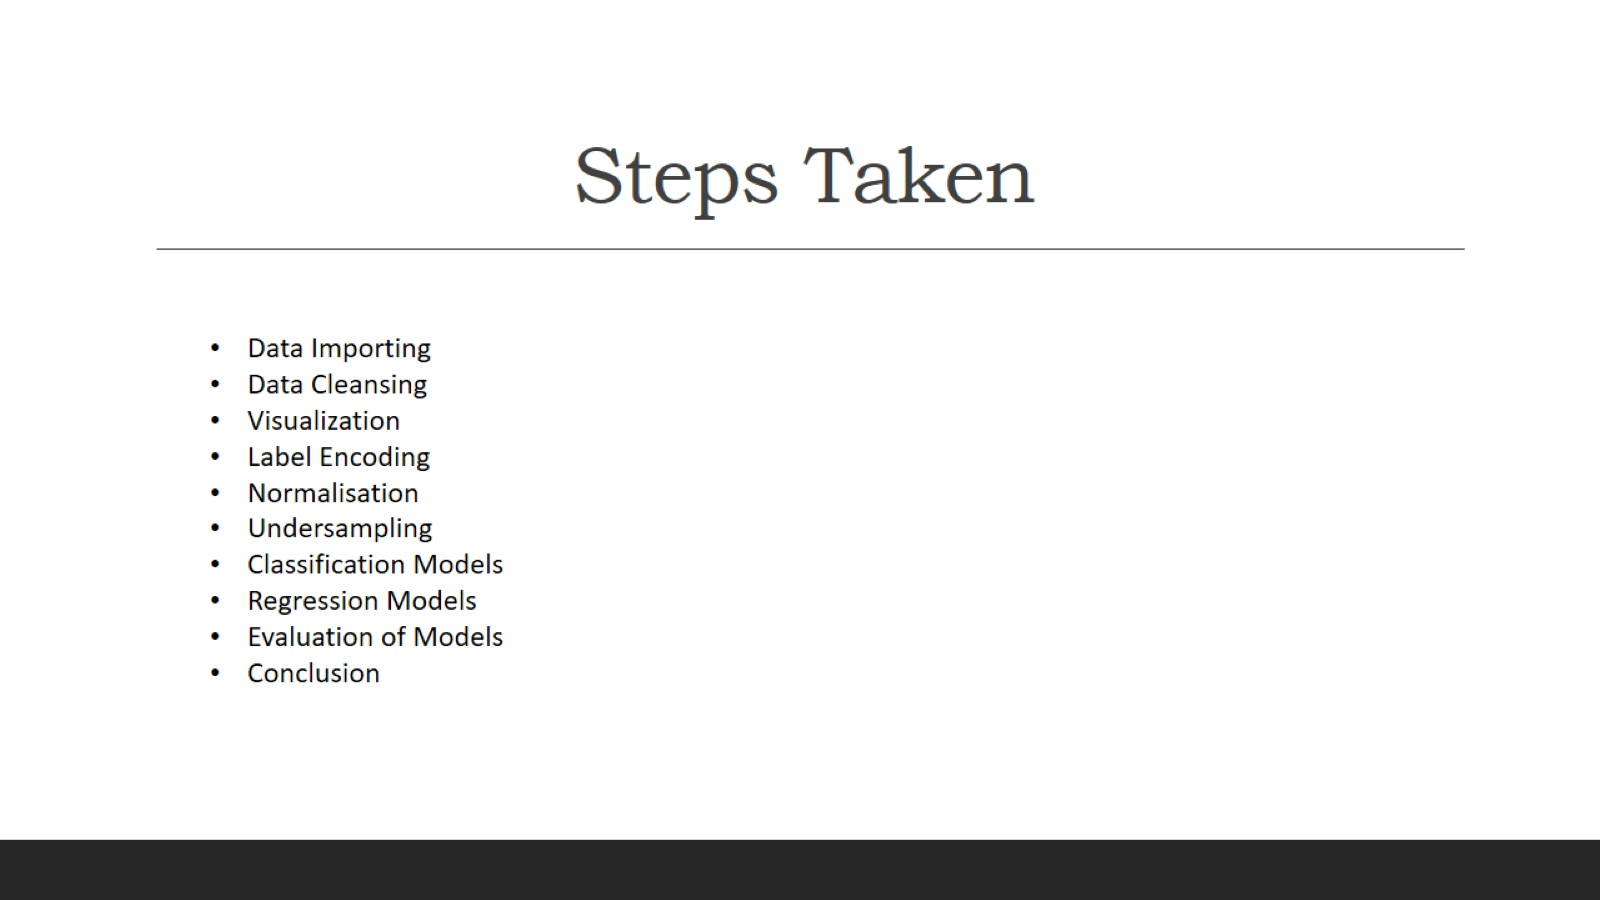 Steps Taken
• Data Importing
• Data Cleansing
• Visualization
• Label Encoding
• Normalisation
• Undersampling
• Classification Models
• Regression Models
• Evaluation of Models
• Conclusion